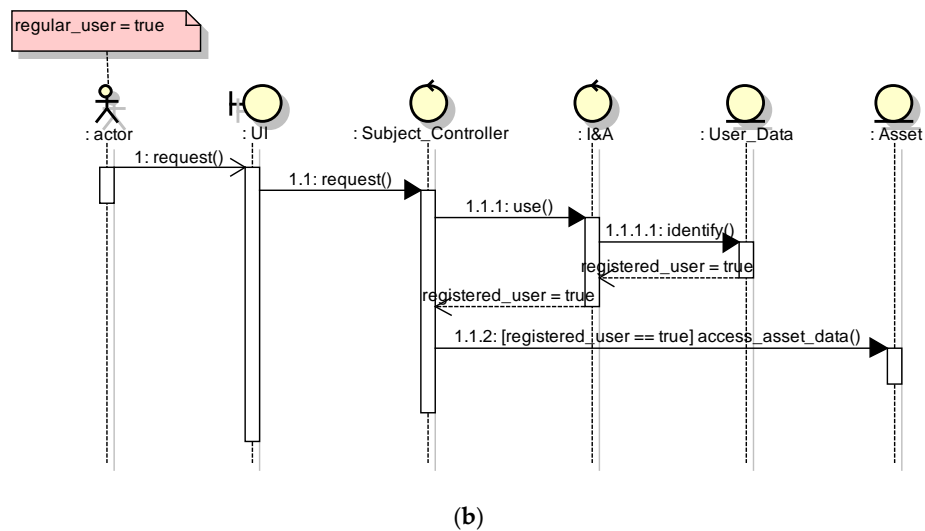 regular_user = true
: actor
: UI
: Subject_Controller
: I&A
: User_Data
: Asset
1: request()
1.1: request()
1.1.1: use()
1.1.1.1: identify()
registered_user = true
registered_user = true
1.1.2: [registered_user == true] access_asset_data()
(b)